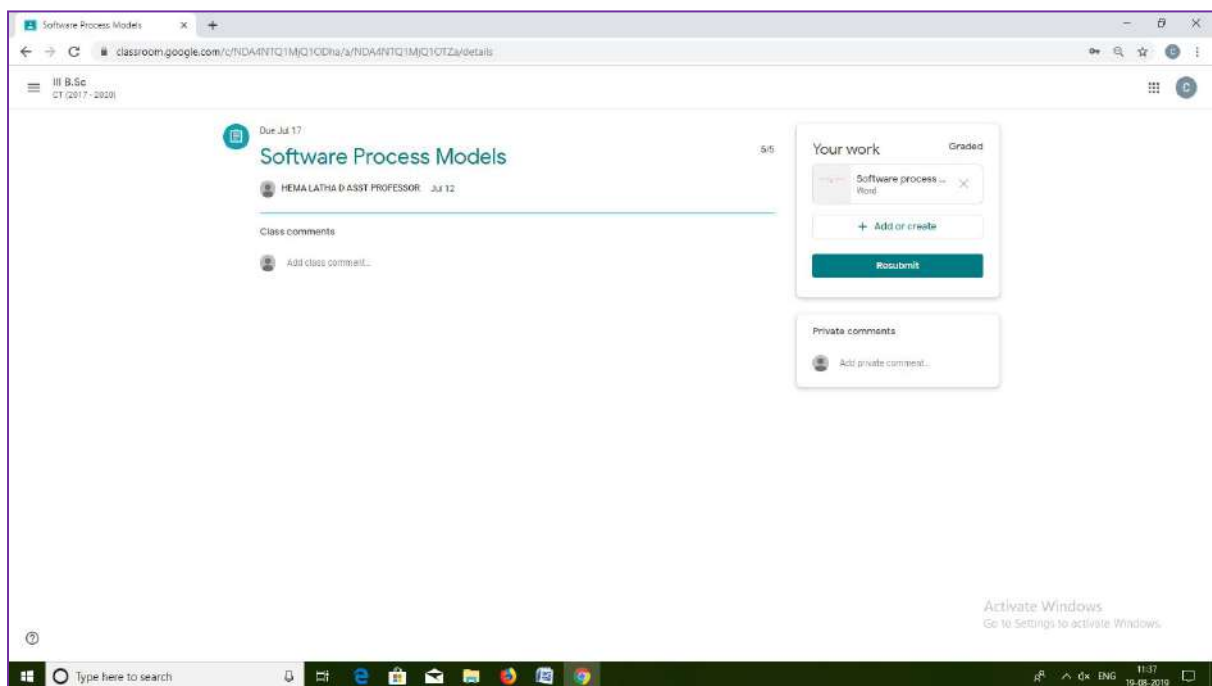 Software Process Models
classroom.google.com/c/NDA4NTQ1MjQ1ODha/a/NDA4NTQ1MjQ1OTZa/details
III B.Sc
CT (2017 - 2020)
C
C
Due Jul 17
Software Process Models
5/5
HEMA LATHA D ASST PROFESSOR Jul 12
Class comments
Add class comment...
Your work
Graded
Software process ...
Word
+ Add or create
Resubmit
Private comments
Add private comment...
Activate Windows
Go to Settings to activate Windows.
Type here to search
ENG
11:37
19-08-2019